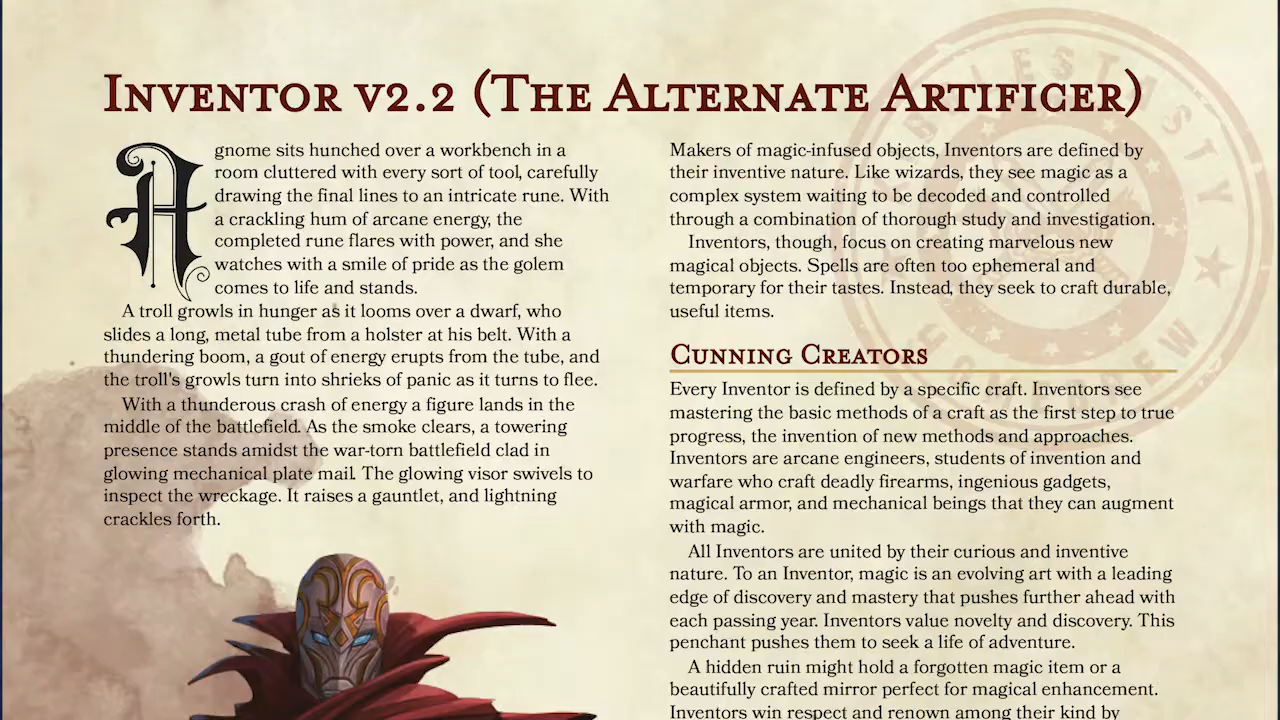 Inventor v2.2 (The Alternate Artificer)
A gnome sits hunched over a workbench in a
room cluttered with every sort of tool, carefully
drawing the final lines to an intricate rune. With
a crackling hum of arcane energy, the
completed rune flares with power, and she
watches with a smile of pride as the golem
comes to life and stands.
A troll growls in hunger as it looms over a dwarf, who
slides a long, metal tube from a holster at his belt. With a
thundering boom, a gout of energy erupts from the tube, and
the troll's growls turn into shrieks of panic as it turns to flee.
With a thunderous crash of energy a figure lands in the
middle of the battlefield. As the smoke clears, a towering
presence stands amidst the war-torn battlefield clad in
glowing mechanical plate mail. The glowing visor swivels to
inspect the wreckage. It raises a gauntlet, and lightning
crackles forth.
Makers of magic-infused objects, Inventors are defined by
their inventive nature. Like wizards, they see magic as a
complex system waiting to be decoded and controlled
through a combination of thorough study and investigation.
Inventors, though, focus on creating marvelous new
magical objects. Spells are often too ephemeral and
temporary for their tastes. Instead, they seek to craft durable,
useful items.
Cunning Creators
Every Inventor is defined by a specific craft. Inventors see
mastering the basic methods of a craft as the first step to true
progress, the invention of new methods and approaches.
Inventors are arcane engineers, students of invention and
warfare who craft deadly firearms, ingenious gadgets,
magical armor, and mechanical beings that they can augment
with magic.
All Inventors are united by their curious and inventive
nature. To an Inventor, magic is an evolving art with a leading
edge of discovery and mastery that pushes further ahead with
each passing year. Inventors value novelty and discovery. This
penchant pushes them to seek a life of adventure.
A hidden ruin might hold a forgotten magic item or a
beautifully crafted mirror perfect for magical enhancement.
Inventors win respect and renown among their kind by